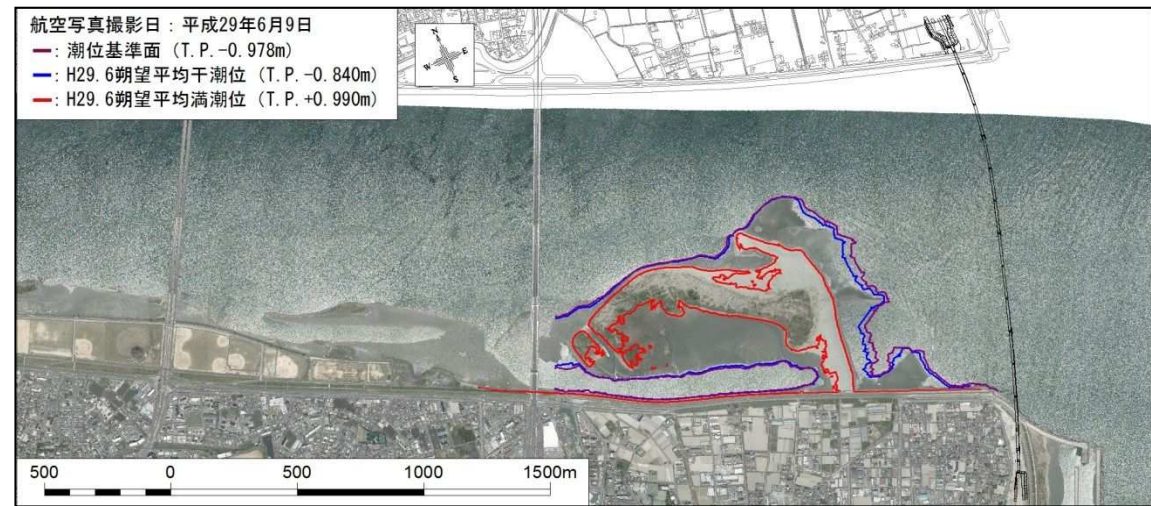 航空写真撮影日：平成29年6月9日
―：潮位基準面（T.P.-0.978m）
―：H29.6朔望平均干潮位（T.P.-0.840m）
―：H29.6朔望平均満潮位（T.P.+0.990m）
N
E
W
S
500 0 500 1000 1500m